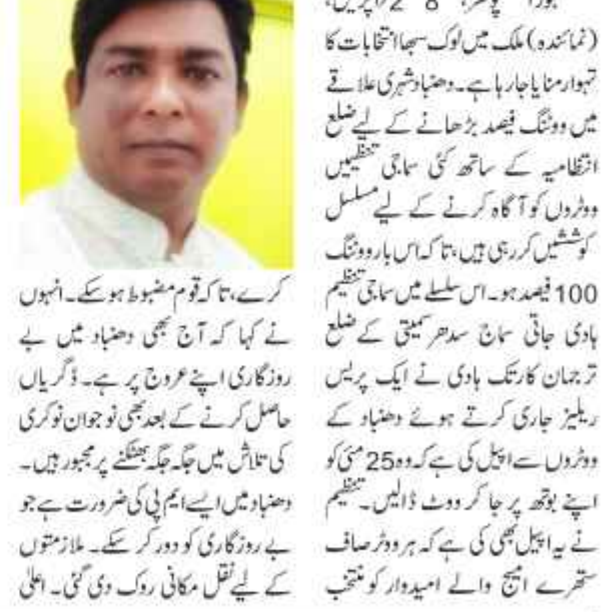 (نمائندہ) ملک میں لوک سبھا انتخابات کا
تہوار منایا جارہا ہے۔ دھنباد شہری علاقے
میں ووٹنگ فیصد بڑھانے کے لیے ضلع
انتظامیہ کے ساتھ کئی سماجی تنظیمیں
ووٹروں کو آگاہ کرنے کے لیے مسلسل
کوششیں کر رہی ہیں، تا کہ اس بار ووٹنگ
100 فیصد ہو۔ اس سلسلے میں سماجی تنظیم
ہادی جاتی سماج سدھر سمیتی کے ضلع
ترجمان کارتک ہادی نے ایک پریس
ریلیز جاری کرتے ہوئے دھنباد کے
ووٹروں سے اپیل کی ہے کہ وہ 25 مئی کو
اپنے بوتھ پر جا کر ووٹ ڈالیں۔ تنظیم
نے یہ اپیل بھی کی ہے کہ ہر ووٹر صاف
ستھرے امیج والے امیدوار کو منتخب
کرے، تا کہ قوم مضبوط ہو سکے۔ انہوں
نے کہا کہ آج بھی دھنباد میں بے
روزگاری اپنے عروج پر ہے۔ ڈگریاں
حاصل کرنے کے بعد بھی نوجوان نوکری
کی تلاش میں جگہ جگہ بھٹکنے پر مجبور ہیں۔
دھنباد میں ایسے ایم پی کی ضرورت ہے جو
بے روزگاری کو دور کر سکے۔ ملازمتوں
کے لیے نقل مکانی روک دی گئی۔ اعلیٰ